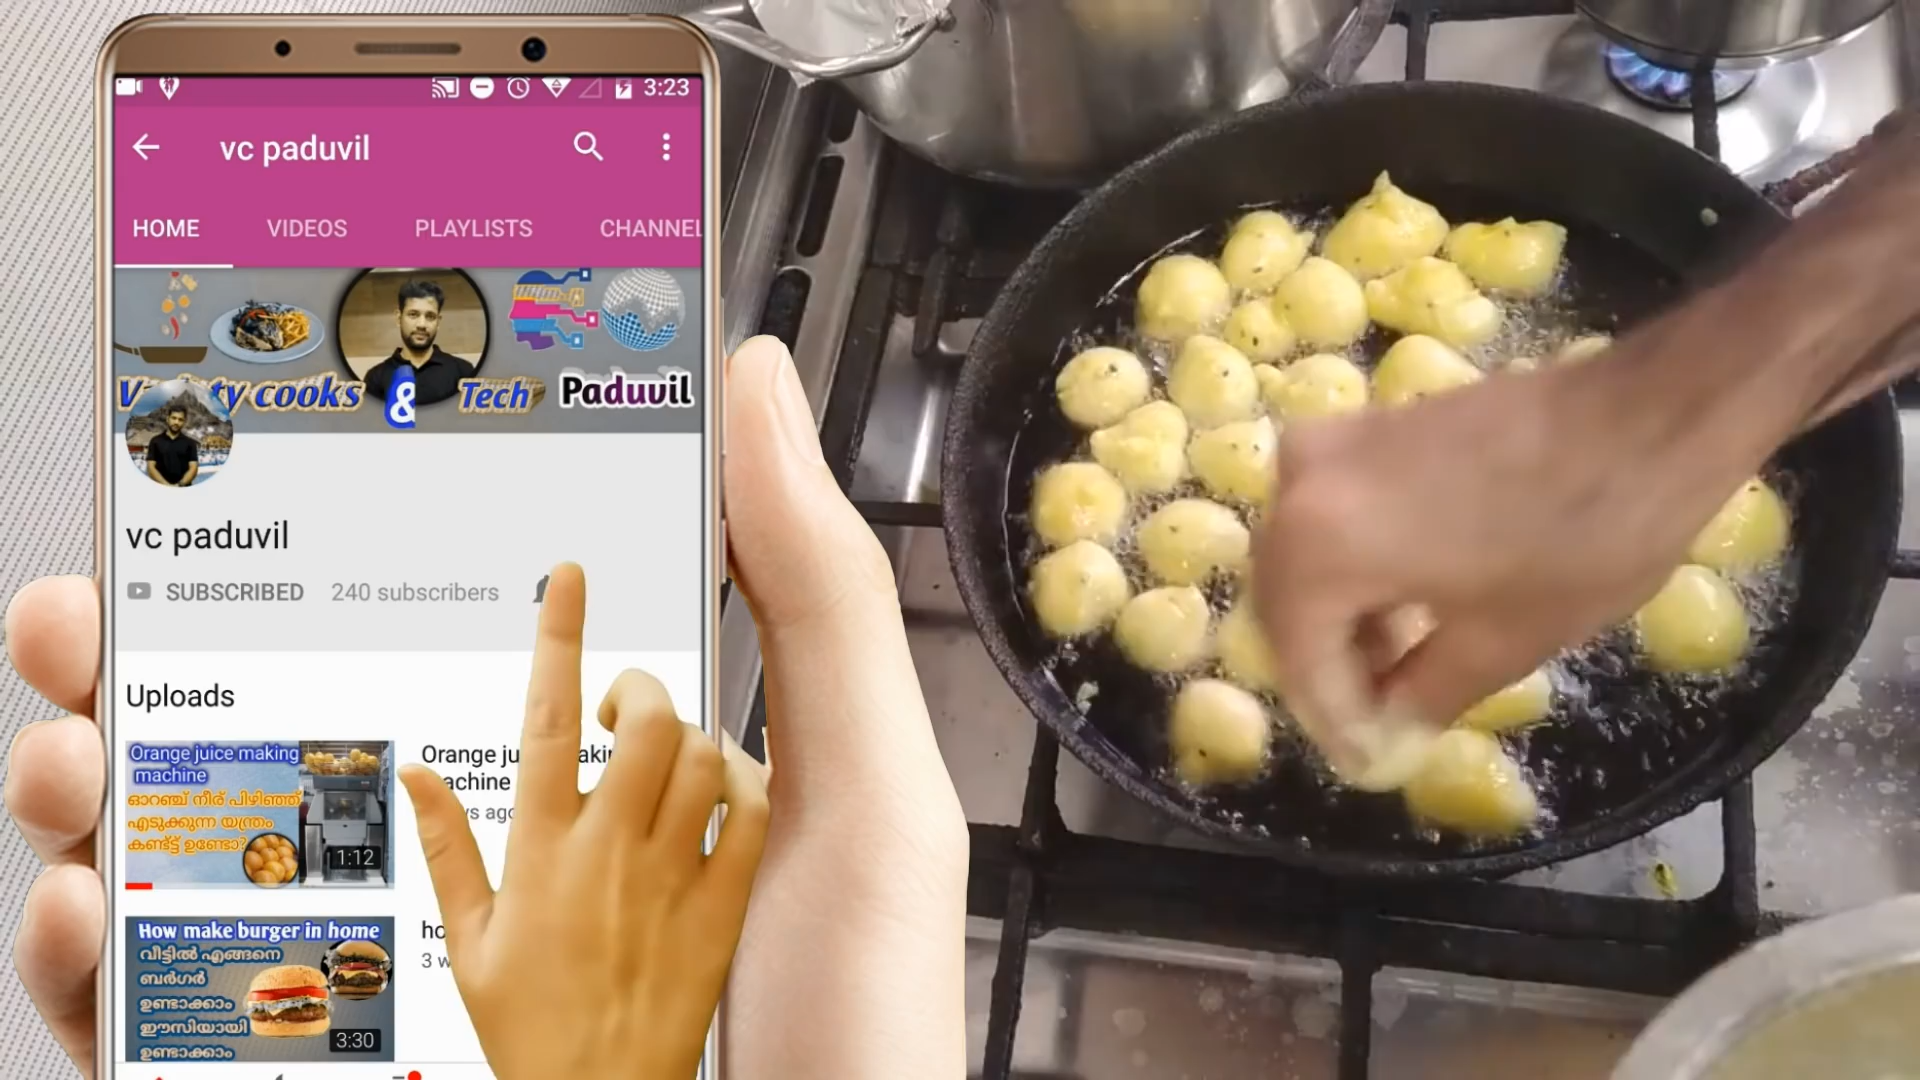 3:23
vc paduvil
HOME VIDEOS PLAYLISTS CHANNEL
cooks & Tech Paduvil
vc paduvil
SUBSCRIBED 240 subscribers
Uploads
Orange juice making
machine
ഓറഞ്ച് നീര് പിഴിഞ്ഞ്
എടുക്കുന്ന യന്ത്രം
കണ്ട്ട് ഉണ്ടോ?
1:12
Orange
How make burger in home
വീട്ടിൽ എങ്ങനെ
ബർഗർ
ഉണ്ടാക്കാം
ഈസിയായി
ഉണ്ടാക്കാം
3:30